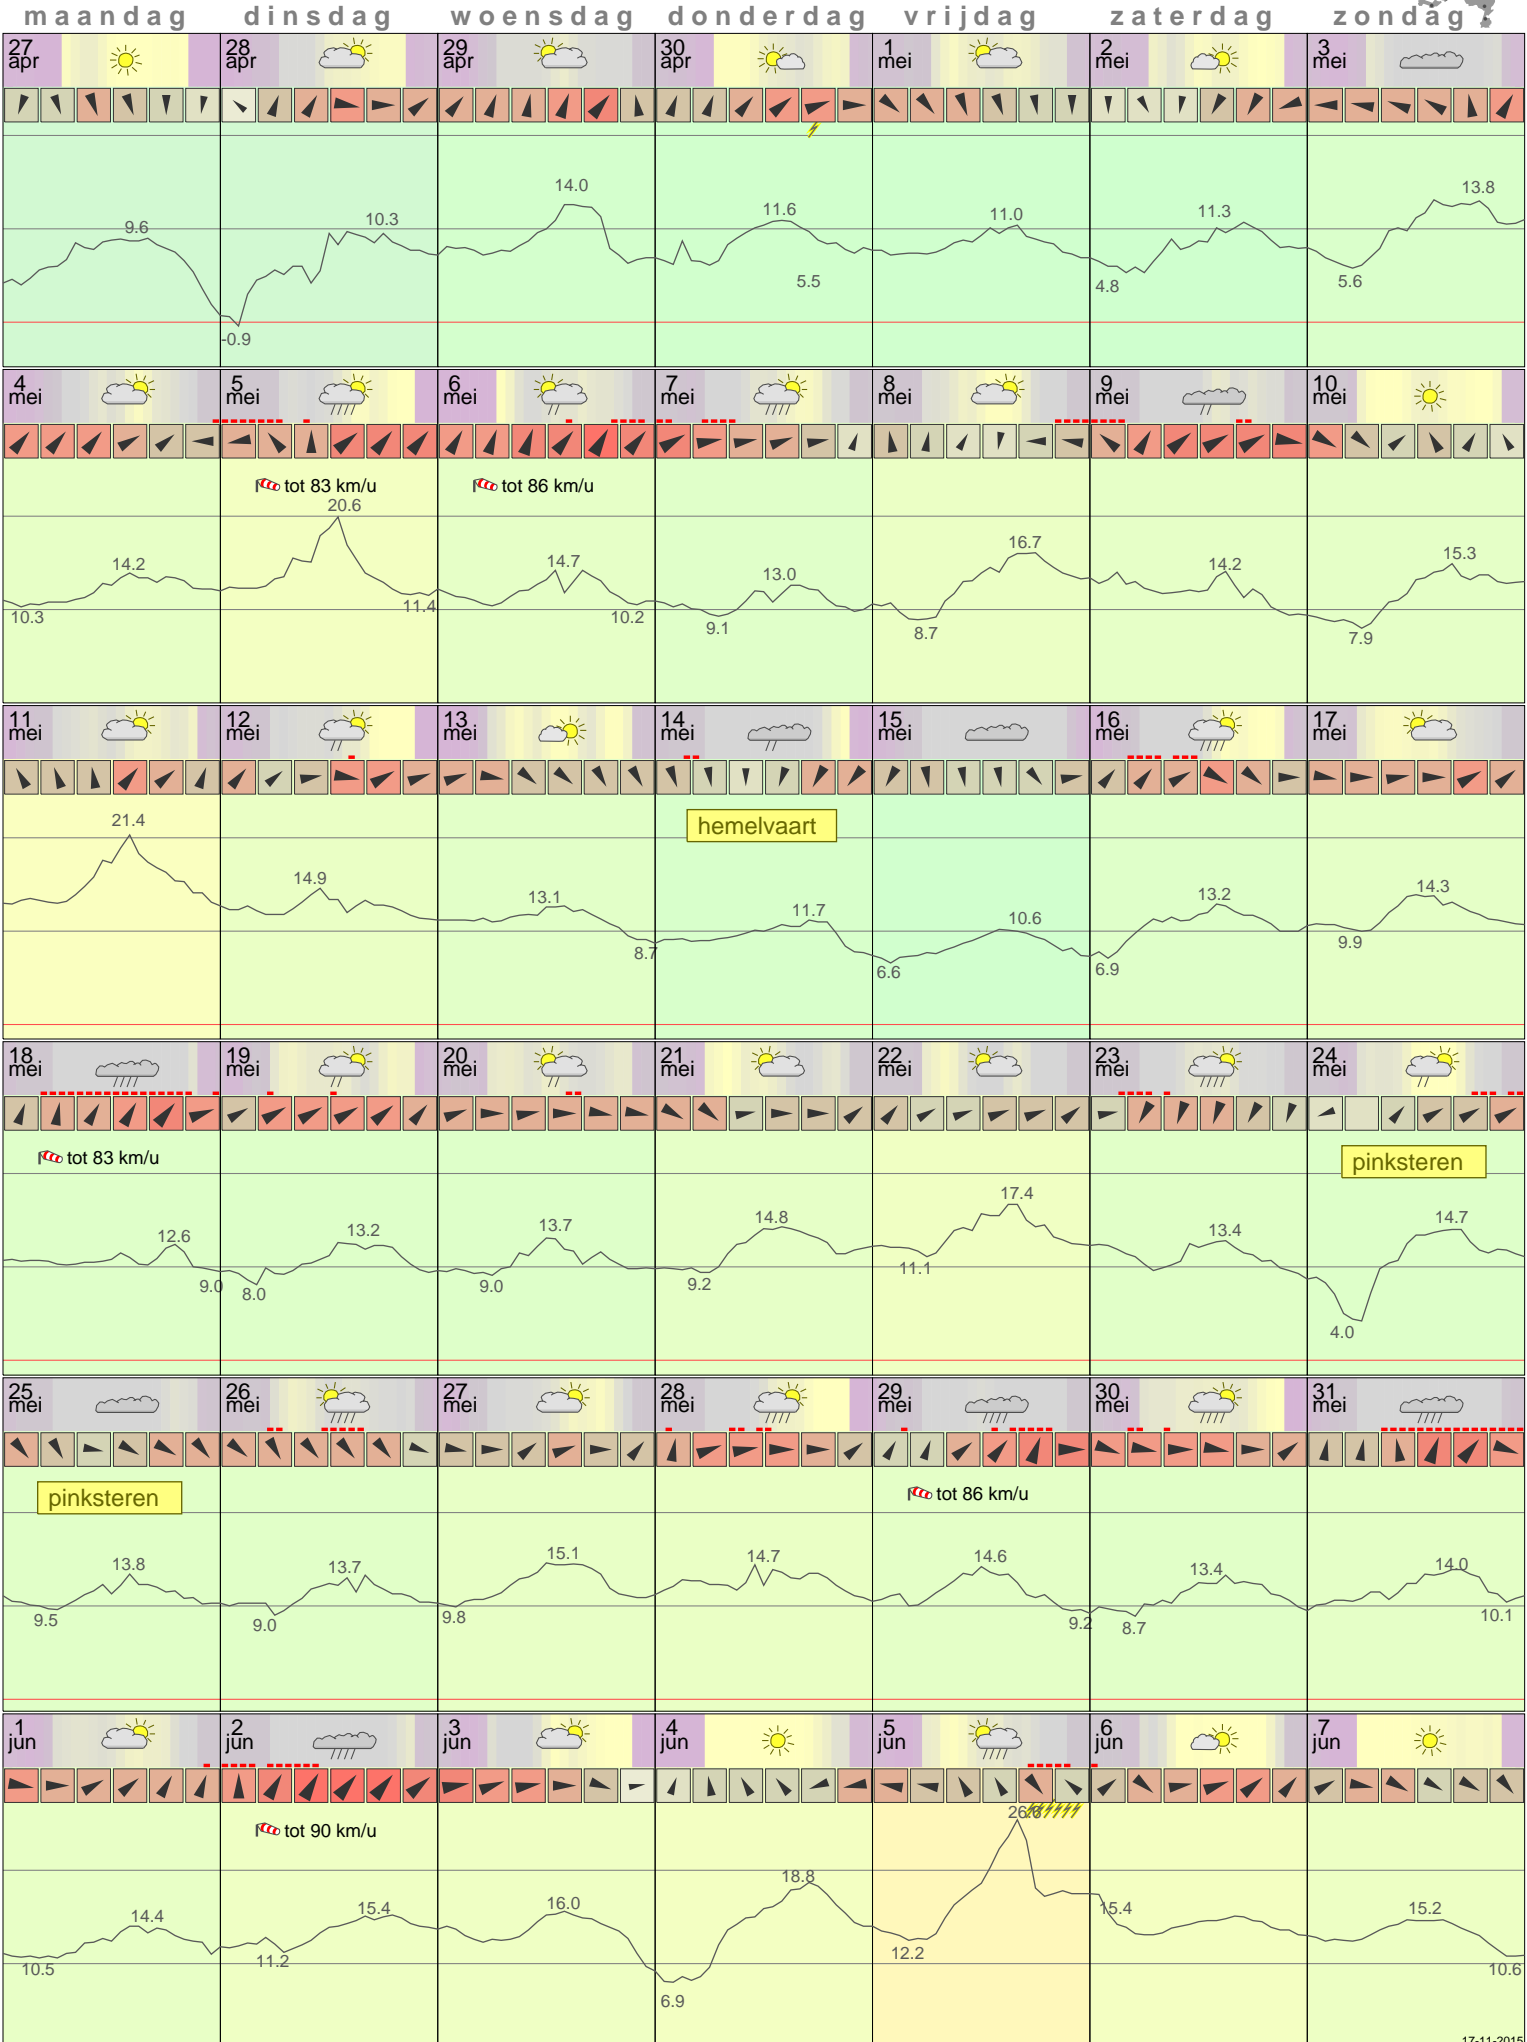 maandag dinsdag woensdag donderdag vrijdag zaterdag zondag
27 28 29 30 1 2 3
apr apr apr apr mei mei mei
14.0 13.8
9.6 10.3 11.6 11.0 11.3
5.5 4.8 5.6
-0.9
4 5 6 7 8 9 10
mei mei mei mei mei mei mei
tot 83 km/u tot 86 km/u
20.6
14.2 14.7 13.0 16.7 14.2 15.3
10.3 11.4 10.2 9.1 8.7 7.9
11 12 13 14 15 16 17
mei mei mei mei mei mei mei
hemelvaart
21.4
14.9 13.1 11.7 10.6 13.2 14.3
8.7 6.6 6.9 9.9
18 19 20 21 22 23 24
mei mei mei mei mei mei mei
tot 83 km/u pinksteren
12.6 13.2 13.7 14.8 17.4 13.4 14.7
9.0 8.0 9.0 9.2 11.1 4.0
25 26 27 28 29 30 31
mei mei mei mei mei mei mei
pinksteren tot 86 km/u
13.8 13.7 15.1 14.7 14.6 13.4 14.0
9.5 9.0 9.8 9.2 8.7 10.1
1 2 3 4 5 6 7
jun jun jun jun jun jun jun
tot 90 km/u
14.4 15.4 16.0 18.8 15.4 15.2
10.5 11.2 6.9 12.2 10.6
17-11-2015